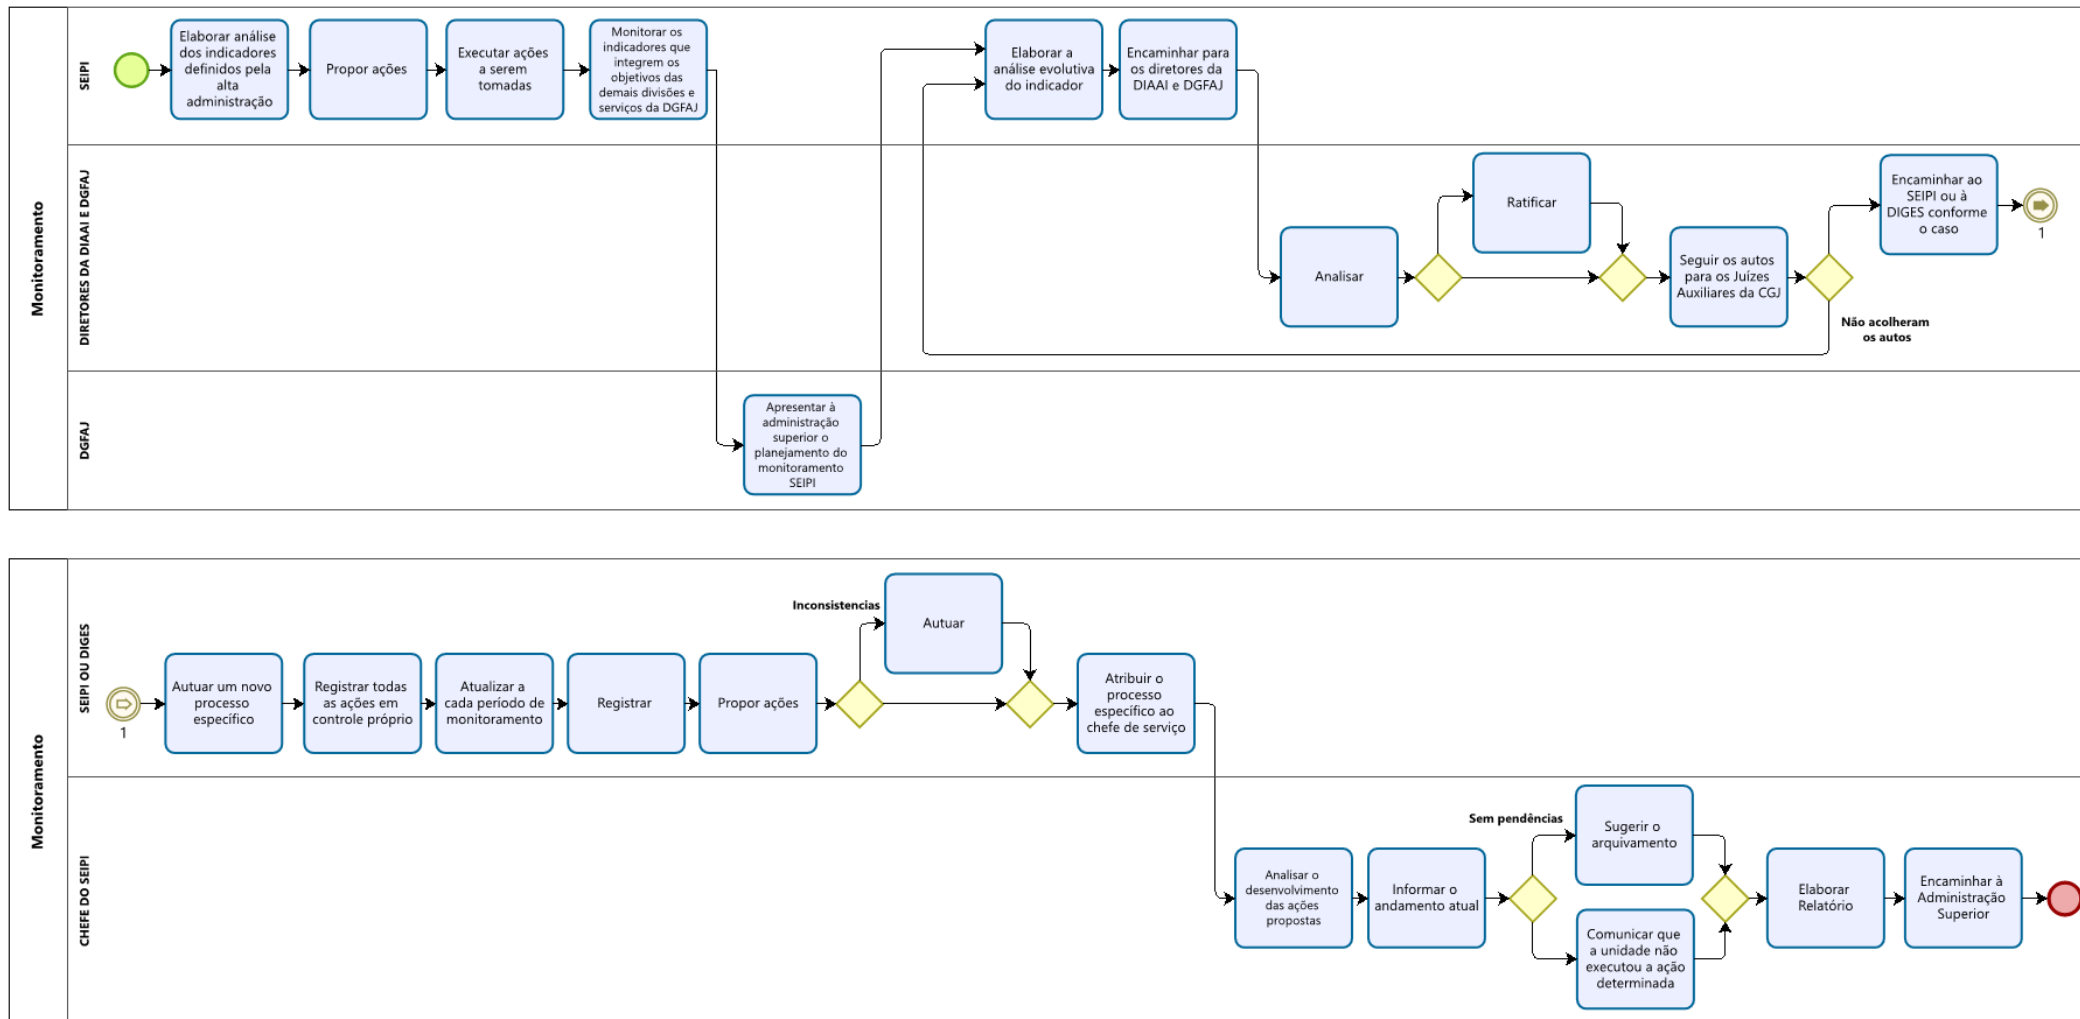 Monitoramento
SEIPI
Elaborar análise
dos indicadores
definidos pela
alta
administração
Propor ações
Executar ações
a serem
tomadas
Monitorar os
indicadores que
integrem os
objetivos das
demais divisões e
serviços da DGFAJ
Elaborar a
análise evolutiva
do indicador
Encaminhar para
os diretores da
DIAAI e DGFAJ
DIRETORES DA DIAAI E DGFAJ
Analisar
Ratificar
Seguir os autos
para os Juízes
Auxiliares da CGJ
Não acolheram
os autos
Encaminhar ao
SEIPI ou à
DIGES conforme
o caso
1
DGFAJ
Apresentar à
administração
superior o
planejamento do
monitoramento
SEIPI
Monitoramento
SEIPI OU DIGES
1
Autuar um novo
processo
específico
Registrar todas
as ações em
controle próprio
Atualizar a
cada período de
monitoramento
Registrar
Propor ações
Inconsistencias
Autuar
Atribuir o
processo
específico ao
chefe de serviço
CHEFE DO SEIPI
Analisar o
desenvolvimento
das ações
propostas
Informar o
andamento atual
Sem pendências
Sugerir o
arquivamento
Comunicar que
a unidade não
executou a ação
determinada
Elaborar
Relatório
Encaminhar à
Administração
Superior